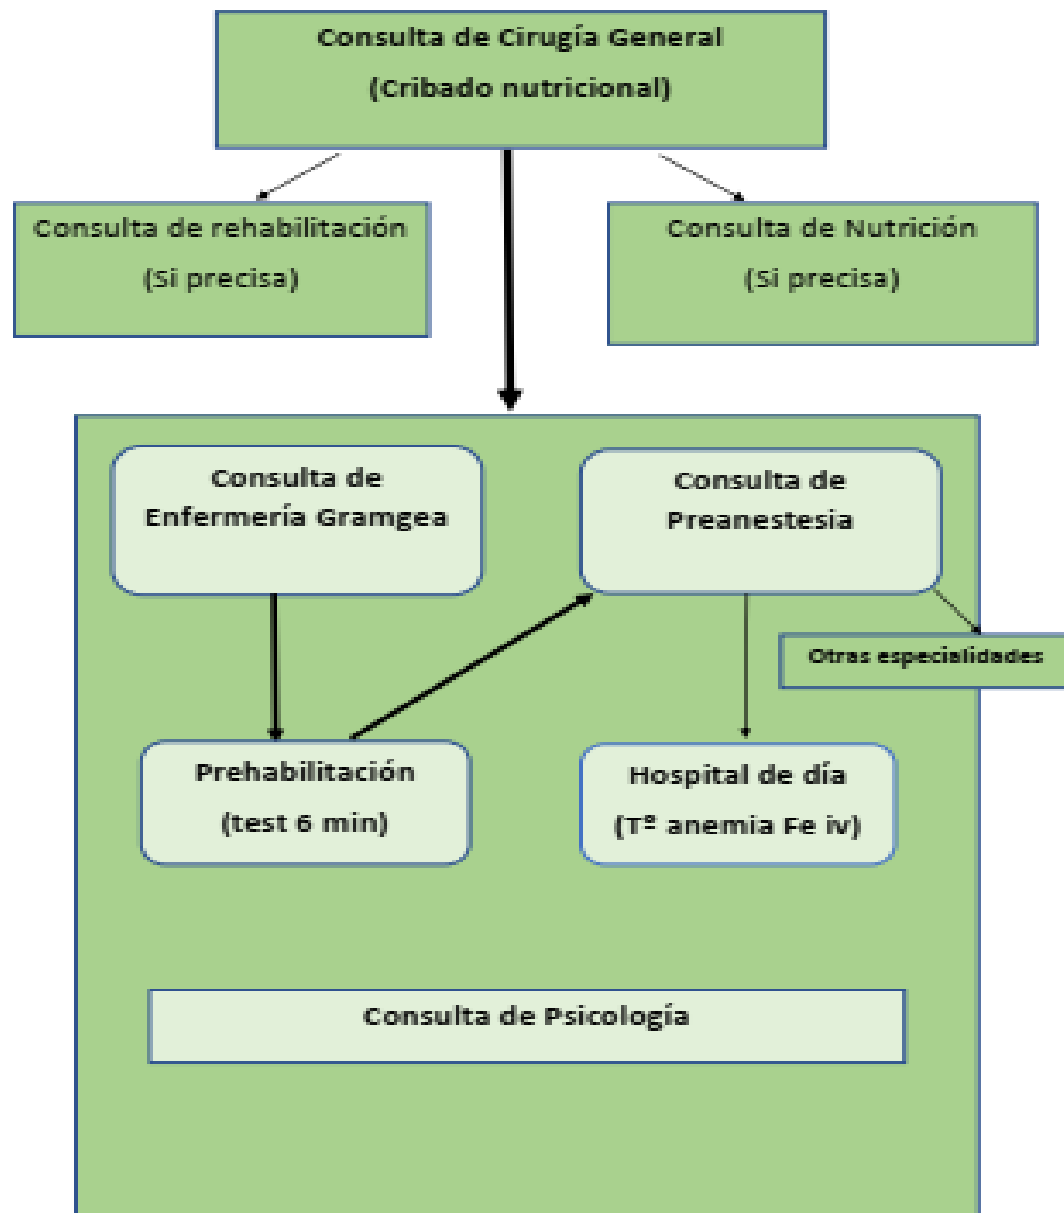 Consulta de Cirugía General
(Cribado nutricional)
Consulta de rehabilitación
(Si precisa)
Consulta de Nutrición
(Si precisa)
Consulta de
Enfermería Gramgea
Consulta de
Preanestesia
Otras especialidades
Prehabilitación
(test 6 min)
Hospital de día
(Tº anemia Fe iv)
Consulta de Psicología